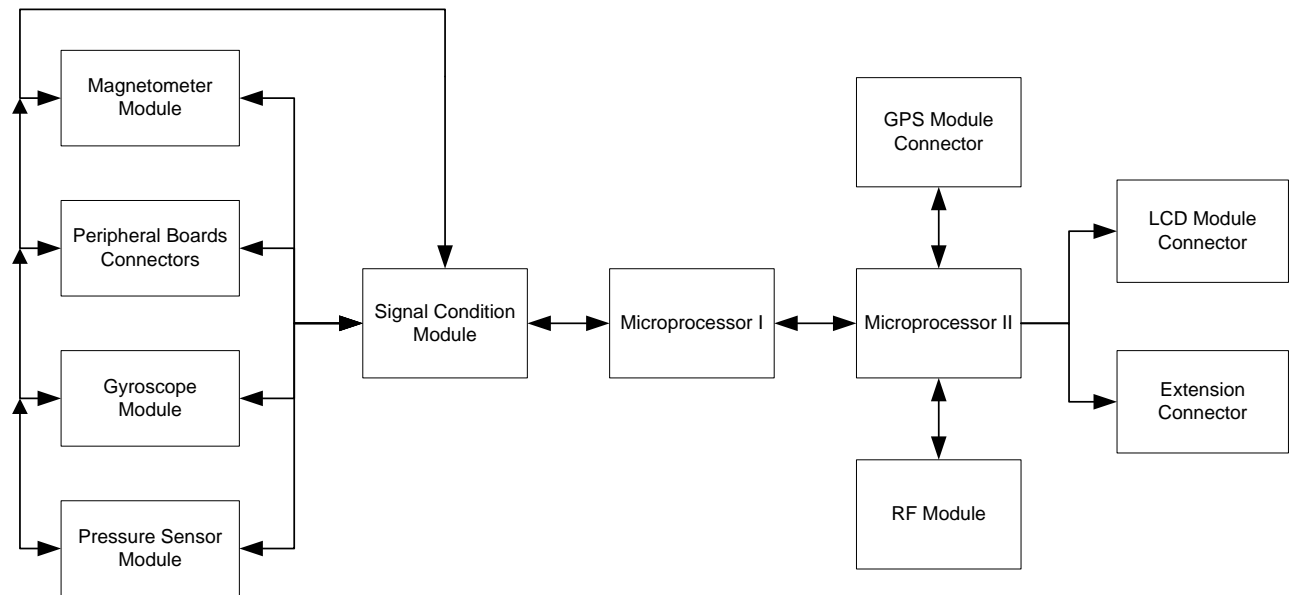 Magnetometer
Module
Peripheral Boards
Connectors
Gyroscope
Module
Pressure Sensor
Module
Signal Condition
Module
Microprocessor I
GPS Module
Connector
Microprocessor II
RF Module
LCD Module
Connector
Extension
Connector